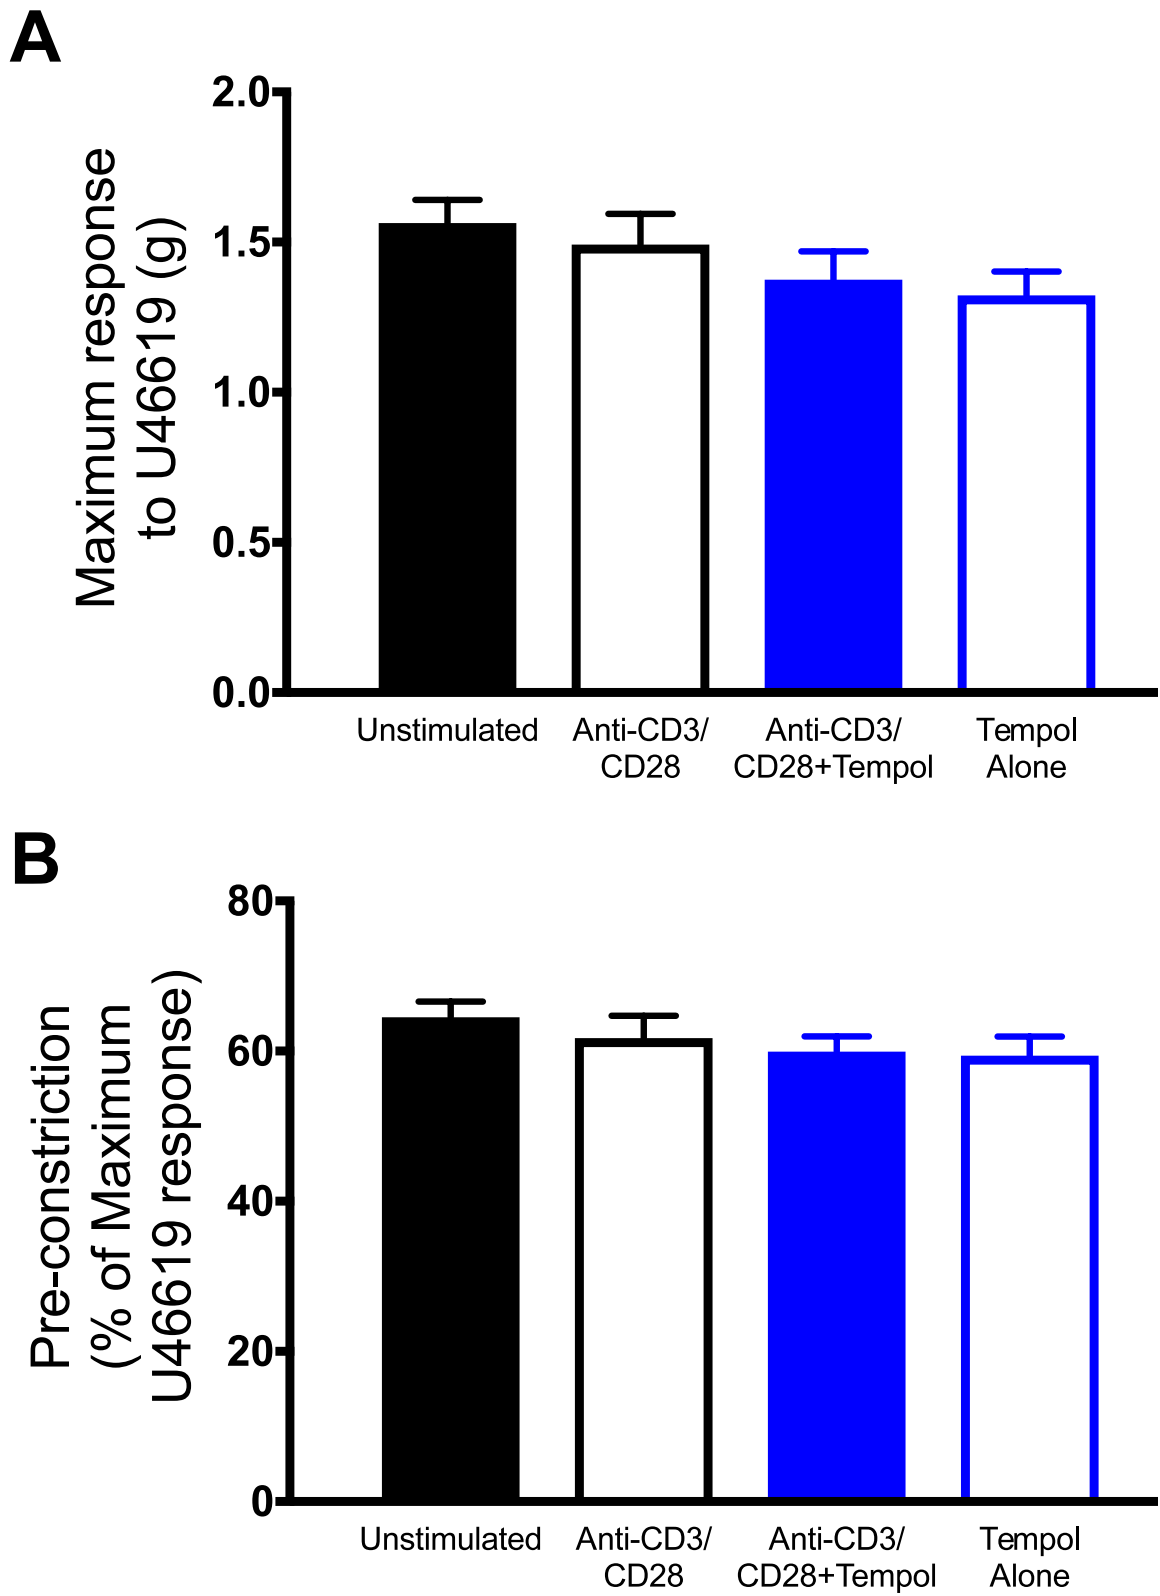 A
Maximum response
to U46619 (g)
2.0
1.5
1.0
0.5
0.0
Unstimulated
Anti-CD3/
CD28
Anti-CD3/
CD28+Tempol
Tempol
Alone
B
Pre-constriction
(% of Maximum
U46619 response)
80
60
40
20
0
Unstimulated
Anti-CD3/
CD28
Anti-CD3/
CD28+Tempol
Tempol
Alone